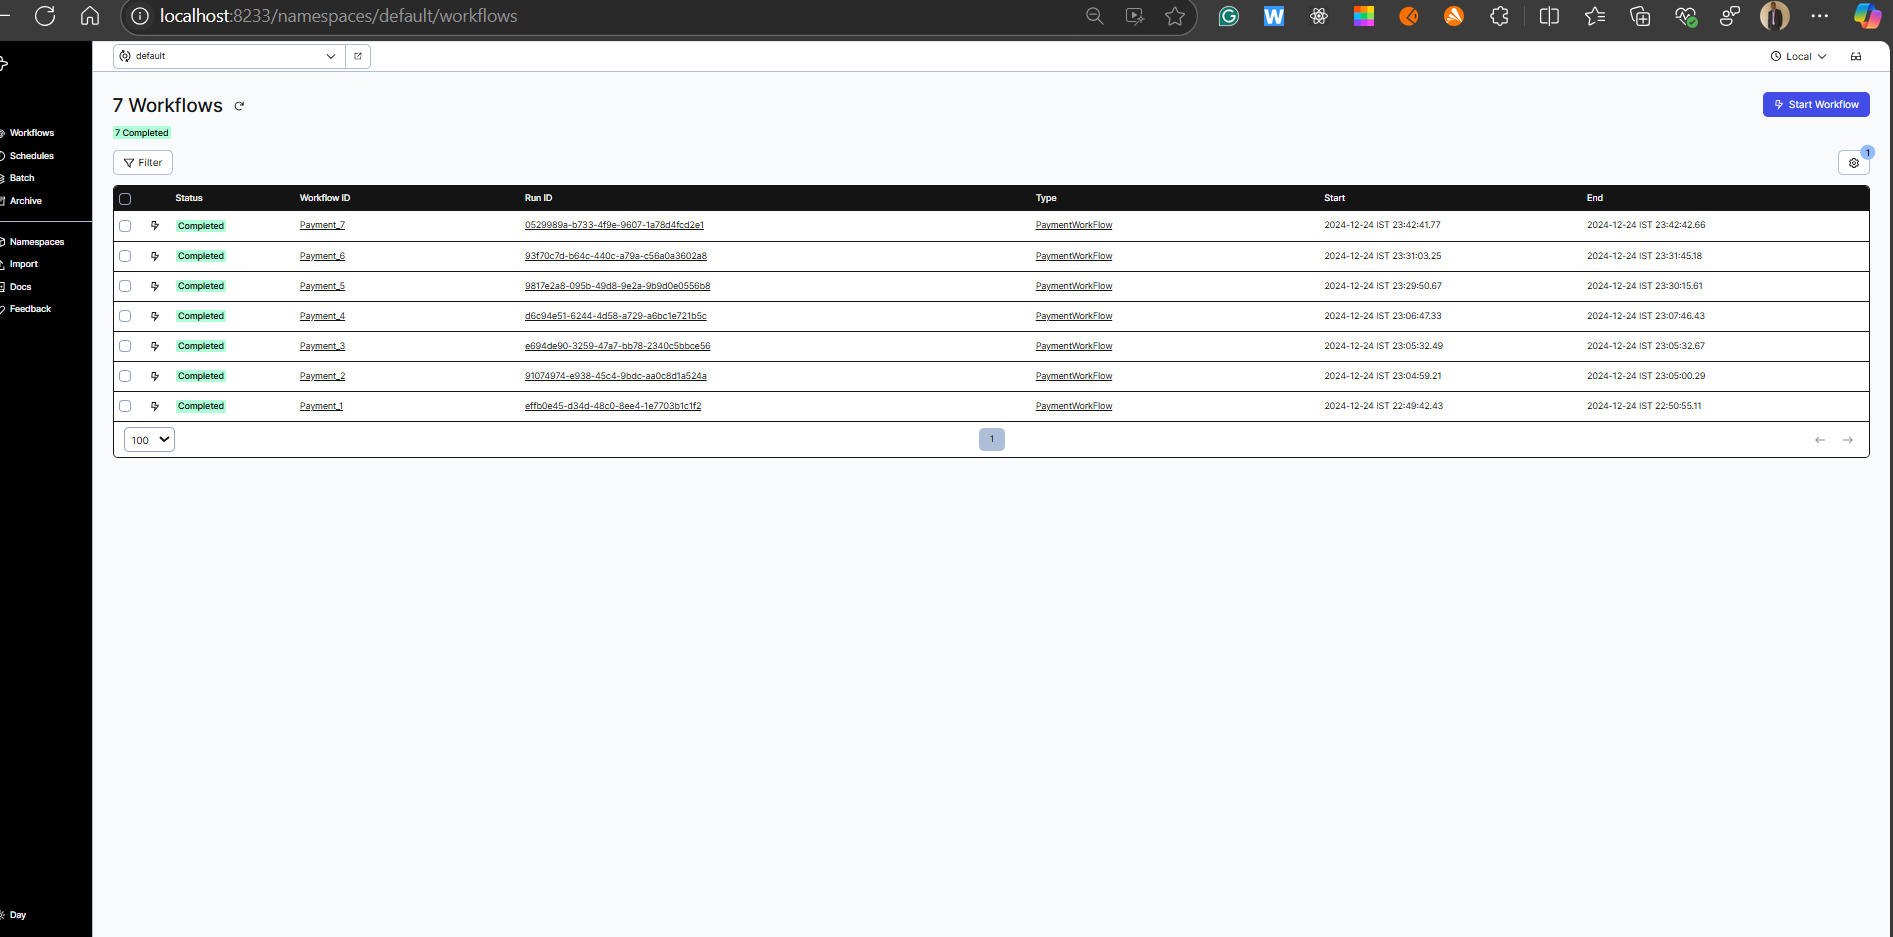 localhost:8233/namespaces/default/workflows
default
Local
7 Workflows
Start Workflow
7 Completed
Workflows
Schedules
Batch
Archive
Namespaces
Import
Docs
Feedback
Day
Filter
1
Status Workflow ID Run ID Type Start End
Completed Payment_7 0529989a-b733-4f9e-9607-1a78d4fcd2e1 PaymentWorkFlow 2024-12-24 IST 23:42:41.77 2024-12-24 IST 23:42:42.66
Completed Payment_6 93f70c7d-b64c-440c-a79a-c56a0a3602a8 PaymentWorkFlow 2024-12-24 IST 23:31:03.25 2024-12-24 IST 23:31:45.18
Completed Payment_5 9817e2a8-095b-49d8-9e2a-9b9d0e0556b8 PaymentWorkFlow 2024-12-24 IST 23:29:50.67 2024-12-24 IST 23:30:15.61
Completed Payment_4 d6c94e51-6244-4d58-a729-a6bc1e721b5c PaymentWorkFlow 2024-12-24 IST 23:06:47.33 2024-12-24 IST 23:07:46.43
Completed Payment_3 e694de90-3259-47a7-bb78-2340c5bbce56 PaymentWorkFlow 2024-12-24 IST 23:05:32.49 2024-12-24 IST 23:05:32.67
Completed Payment_2 91074974-e938-45c4-9bdc-aa0c8d1a524a PaymentWorkFlow 2024-12-24 IST 23:04:59.21 2024-12-24 IST 23:05:00.29
Completed Payment_1 effb0e45-d34d-48c0-8ee4-1e7703b1c1f2 PaymentWorkFlow 2024-12-24 IST 22:49:42.43 2024-12-24 IST 22:50:55.11
100 1